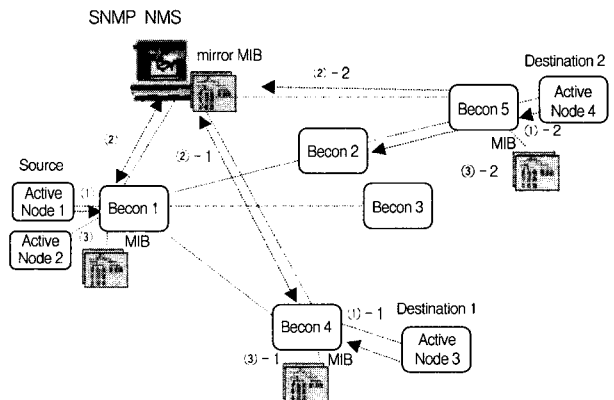 SNMP NMS
mirror MIB
(2)-2
Destination 2
Active
Node 4
Becon 5
(1)-2
MIB
(3)-2
(2)
(2)-1
Becon 2
Source
Active
Node 1
(1)
Becon 1
Becon 3
Active
Node 2
(3)
MIB
(1)-1
Destination 1
Becon 4
Active
Node 3
(3)-1
MIB